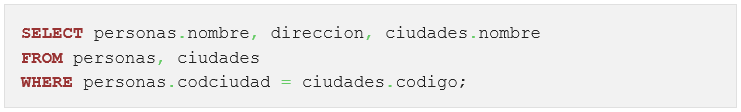 SELECT personas.nombre, direccion, ciudades.nombre
FROM personas, ciudades
WHERE personas.codciudad = ciudades.codigo;